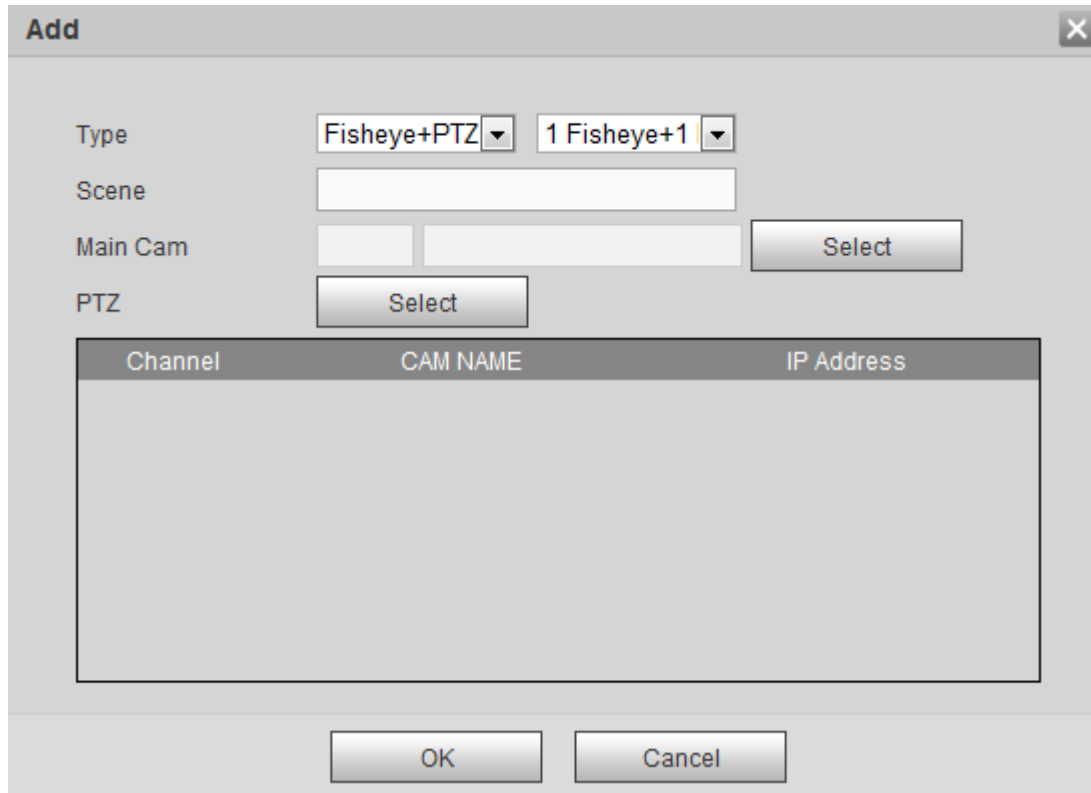 Add
Type Fisheye+PTZ 1 Fisheye+1
Scene
Main Cam Select
PTZ Select
Channel CAM NAME IP Address
OK Cancel